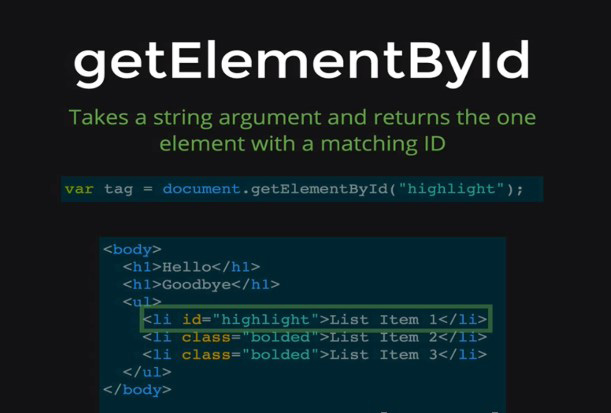 getElementById
Takes a string argument and returns the one
element with a matching ID
var tag = document.getElementById("highlight");
<body>
<h1>Hello</h1>
<h1>Goodbye</h1>
<ul>
<li id="highlight">List Item 1</li>
<li class="bolded">List Item 2</li>
<li class="bolded">List Item 3</li>
</ul>
</body>